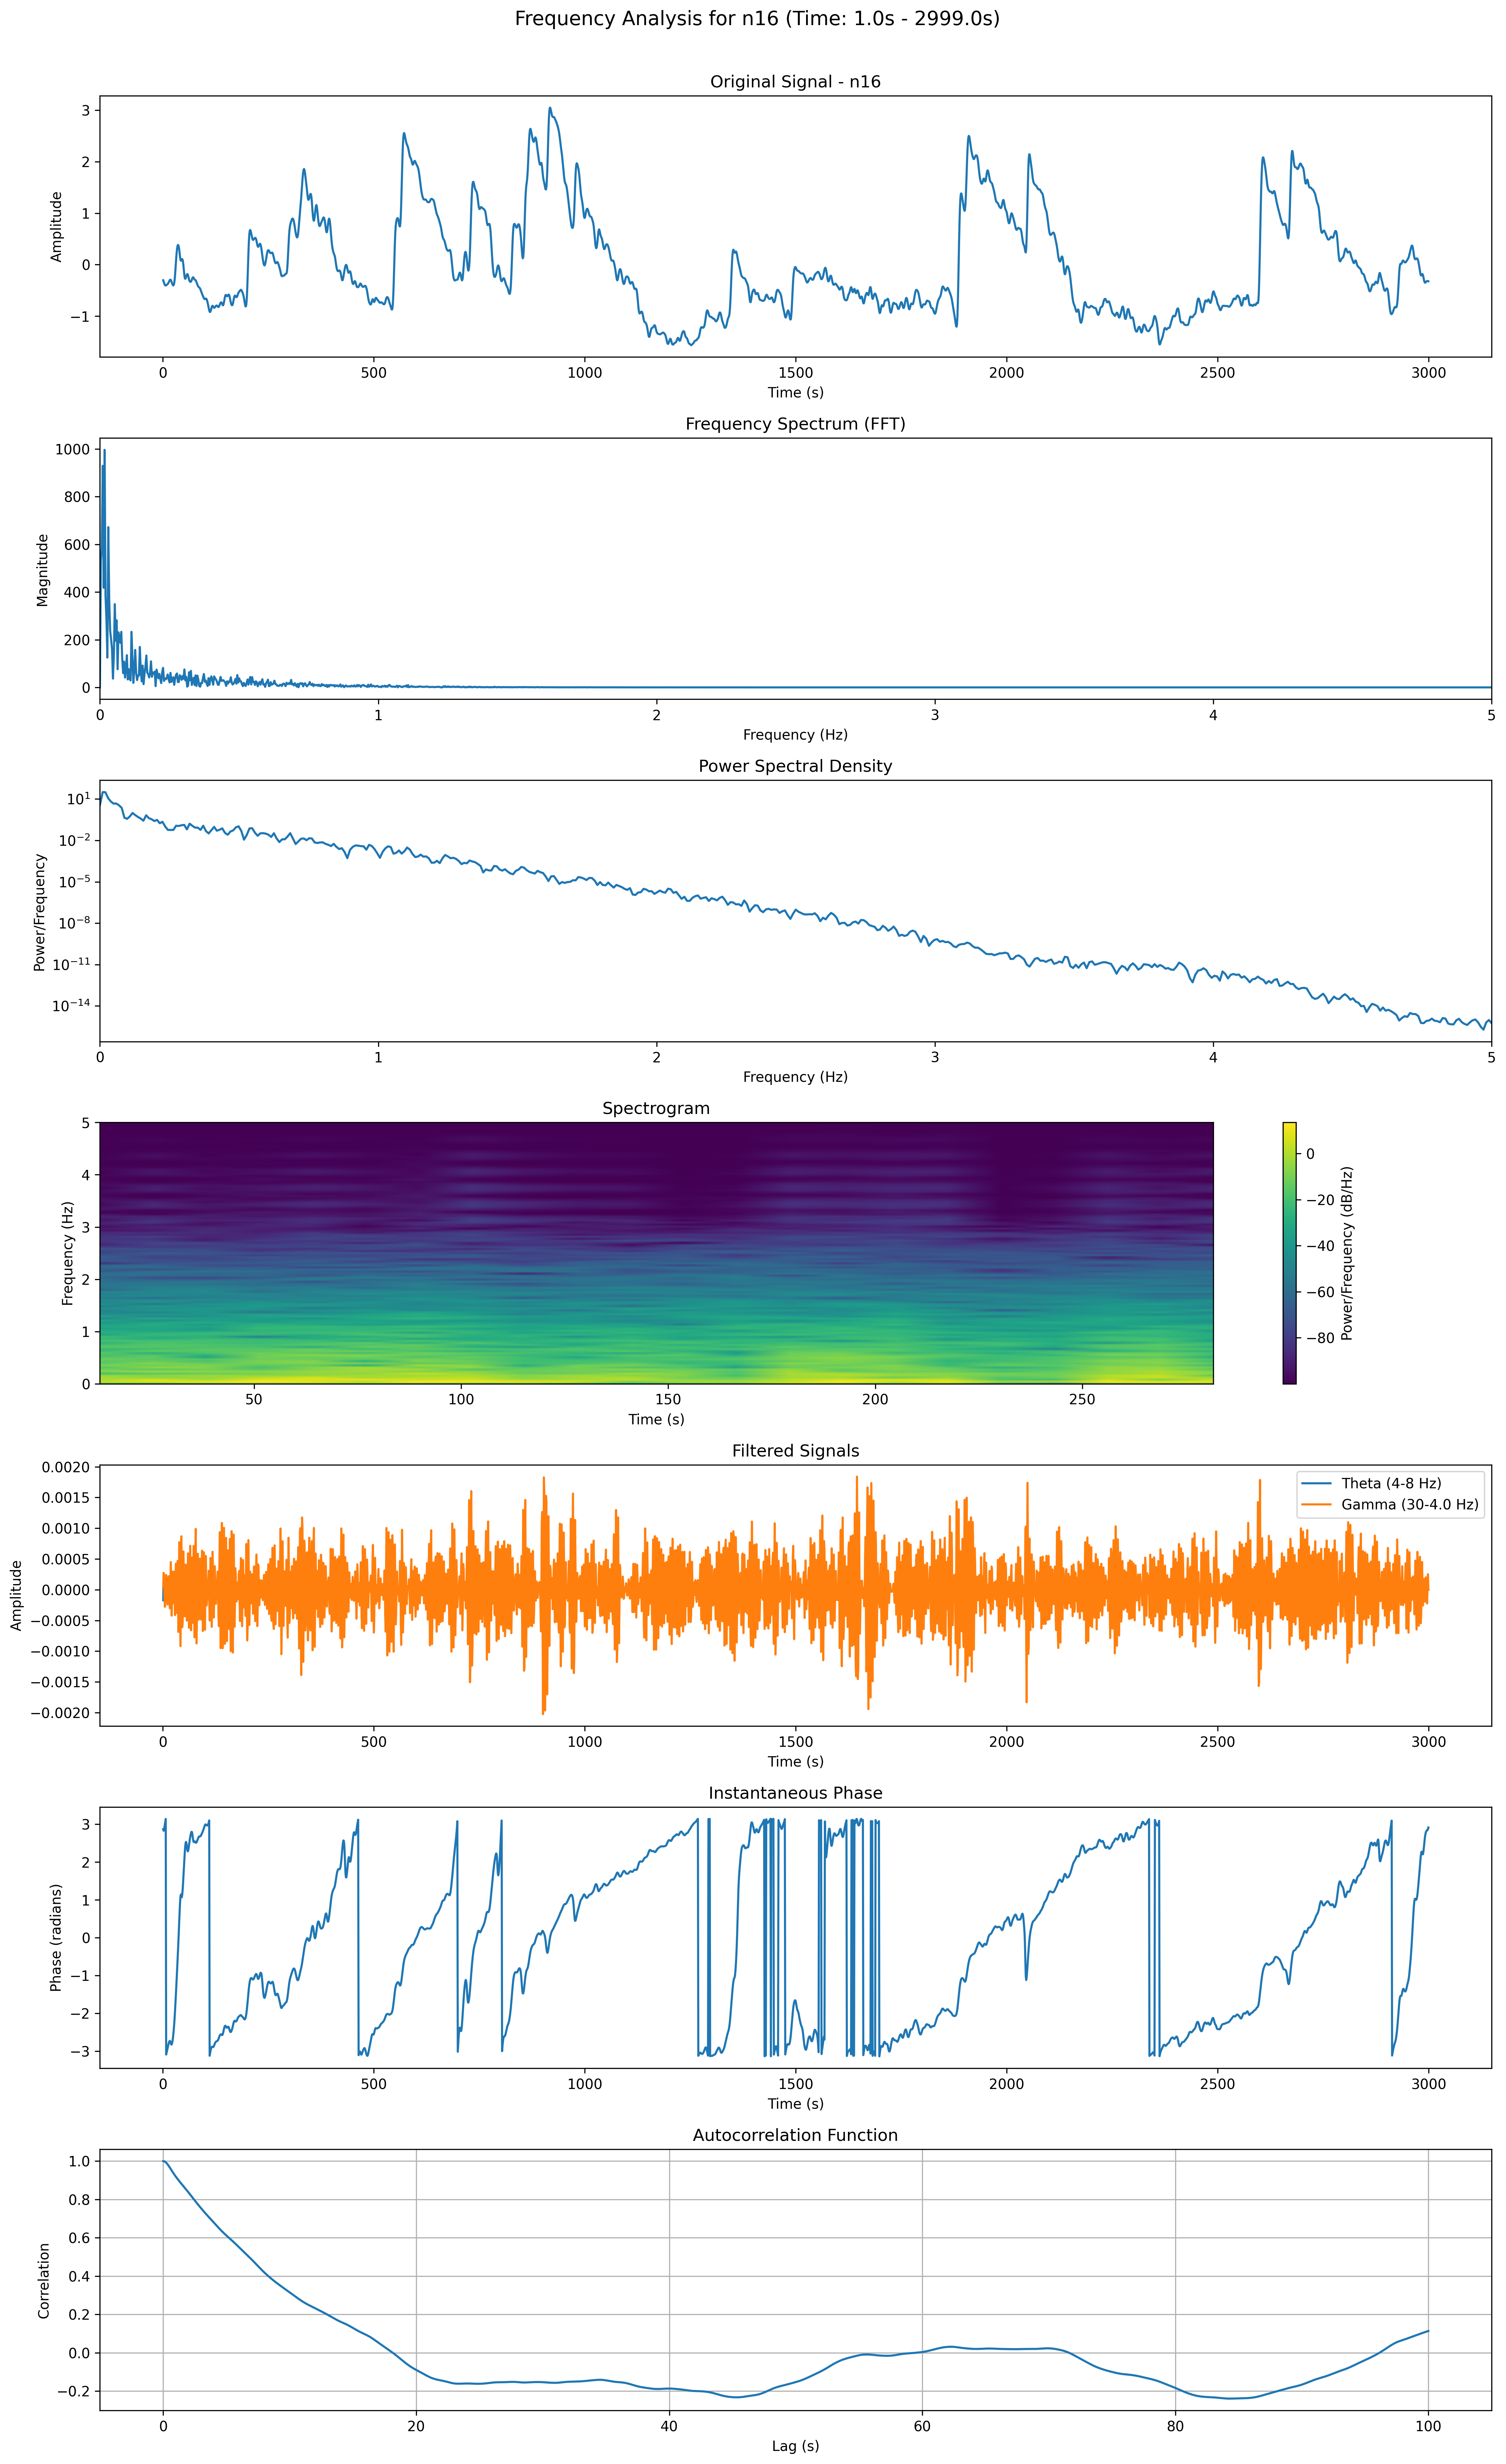 Frequency Analysis for n16 (Time: 1.0s - 2999.0s)
Original Signal - n16
3
2
1
0
−1
Amplitude
0 500 1000 1500 2000 2500 3000
Time (s)
Frequency Spectrum (FFT)
1000
800
600
400
200
0
Magnitude
0 1 2 3 4 5
Frequency (Hz)
Power Spectral Density
10¹
10⁻²
10⁻⁵
10⁻⁸
10⁻¹¹
10⁻¹⁴
Power/Frequency
0 1 2 3 4 5
Frequency (Hz)
Spectrogram
5
4
3
2
1
0
Frequency (Hz)
50 100 150 200 250
Time (s)
0
−20
−40
−60
−80
Power/Frequency (dB/Hz)
Filtered Signals
0.0020
0.0015
0.0010
0.0005
0.0000
−0.0005
−0.0010
−0.0015
−0.0020
Amplitude
Theta (4-8 Hz)
Gamma (30-4.0 Hz)
0 500 1000 1500 2000 2500 3000
Time (s)
Instantaneous Phase
3
2
1
0
−1
−2
−3
Phase (radians)
0 500 1000 1500 2000 2500 3000
Time (s)
Autocorrelation Function
1.0
0.8
0.6
0.4
0.2
0.0
−0.2
Correlation
0 20 40 60 80 100
Lag (s)